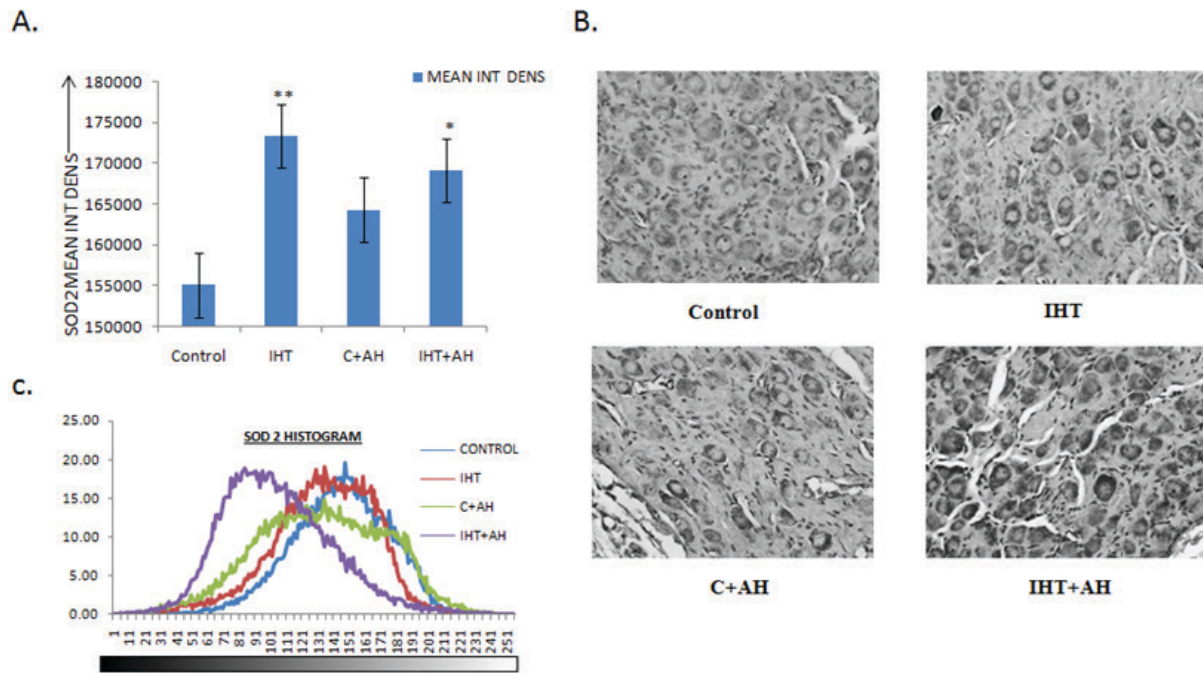 A.
B.
180000
175000
170000
165000
160000
155000
150000
SOD2 MEAN INT DENS
MEAN INT DENS
**
*
Control IHT C+AH IHT+AH
Control IHT
C+AH IHT+AH
C.
SOD 2 HISTOGRAM
25.00
20.00
15.00
10.00
5.00
0.00
CONTROL
IHT
C+AH
IHT+AH
1 11 21 31 41 51 61 71 81 91 101 111 121 131 141 151 161 171 181 191 201 211 221 231 241 251